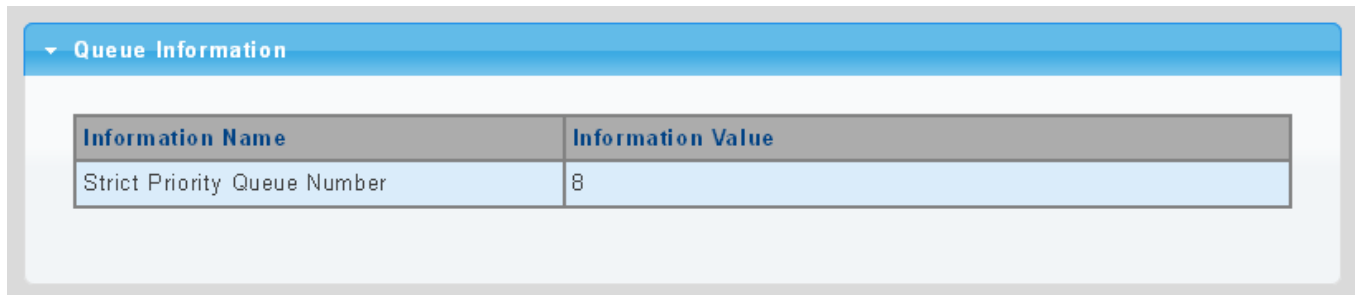 Queue Information
Information Name Information Value
Strict Priority Queue Number 8